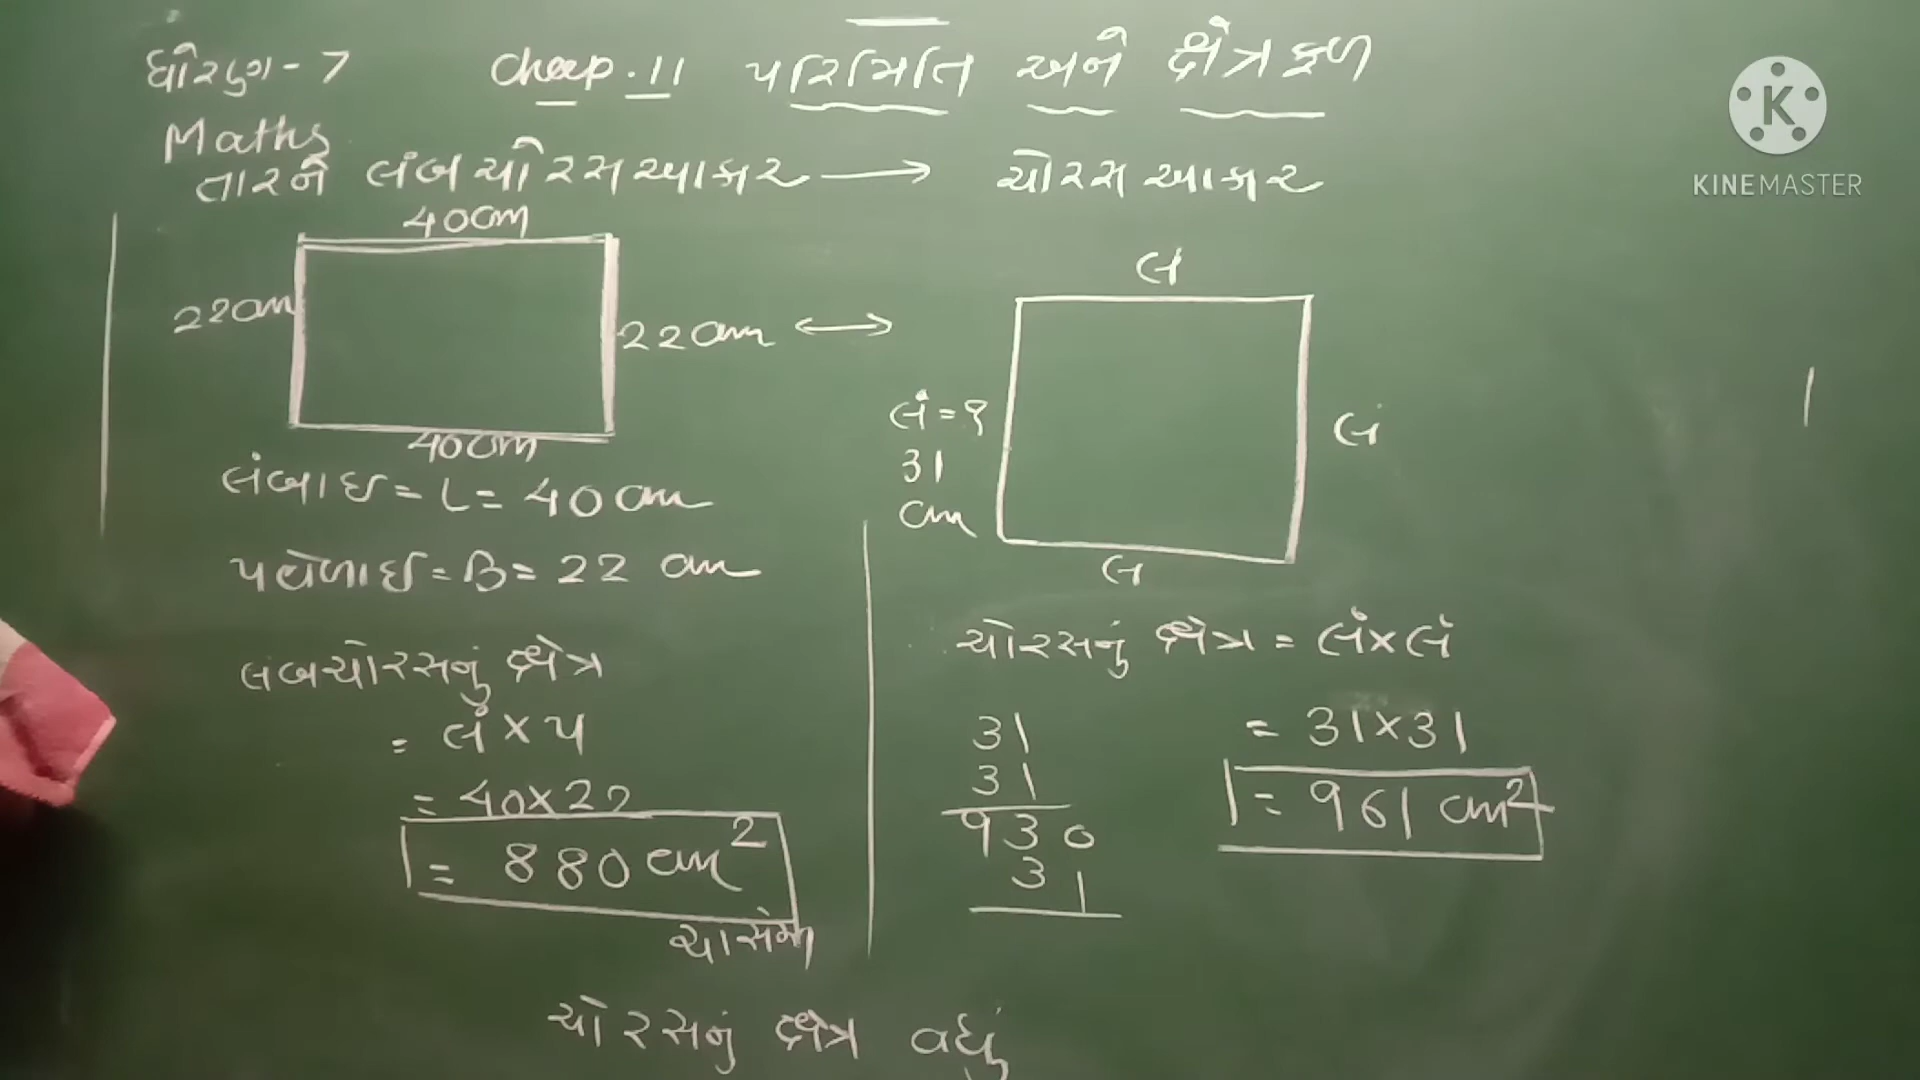 ધોરણ - 7 Cheap. 11 પરિમિતિ અને ક્ષેત્રફળ
Maths
તારને લંબચોરસ આકાર → ચોરસ આકાર
40cm
22cm
22cm ↔
40cm
લંબાઇ = L = 40 cm
પહોળાઈ = B = 22 cm
લંબચોરસનું ક્ષેત્ર
= લં × પ
= 40×22
= 880 cm²
ચોસેમી
લં
લં = ?
31
cm
લં
લં
ચોરસનું ક્ષેત્ર = લં × લં
= 31×31
= 961 cm²
31
31
930
31
ચોરસનું ક્ષેત્ર વધું
K
KINEMASTER